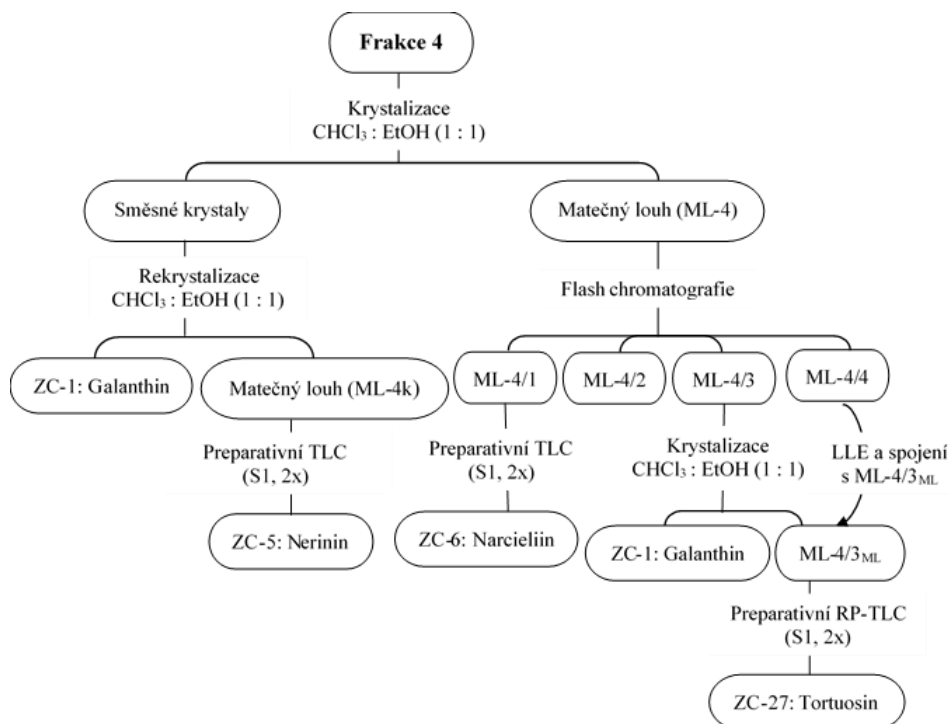 Frakce 4
Krystalizace
CHCl₃ : EtOH (1 : 1)
Směsné krystaly
Matečný louh (ML-4)
Rekrystalizace
CHCl₃ : EtOH (1 : 1)
Flash chromatografie
ZC-1: Galanthin
Matečný louh (ML-4k)
ML-4/1
ML-4/2
ML-4/3
ML-4/4
Preparativní TLC
(S1, 2x)
Preparativní TLC
(S1, 2x)
Krystalizace
CHCl₃ : EtOH (1 : 1)
LLE a spojení
s ML-4/3ML
ZC-5: Nerinin
ZC-6: Narcieliin
ZC-1: Galanthin
ML-4/3ML
Preparativní RP-TLC
(S1, 2x)
ZC-27: Tortuosin